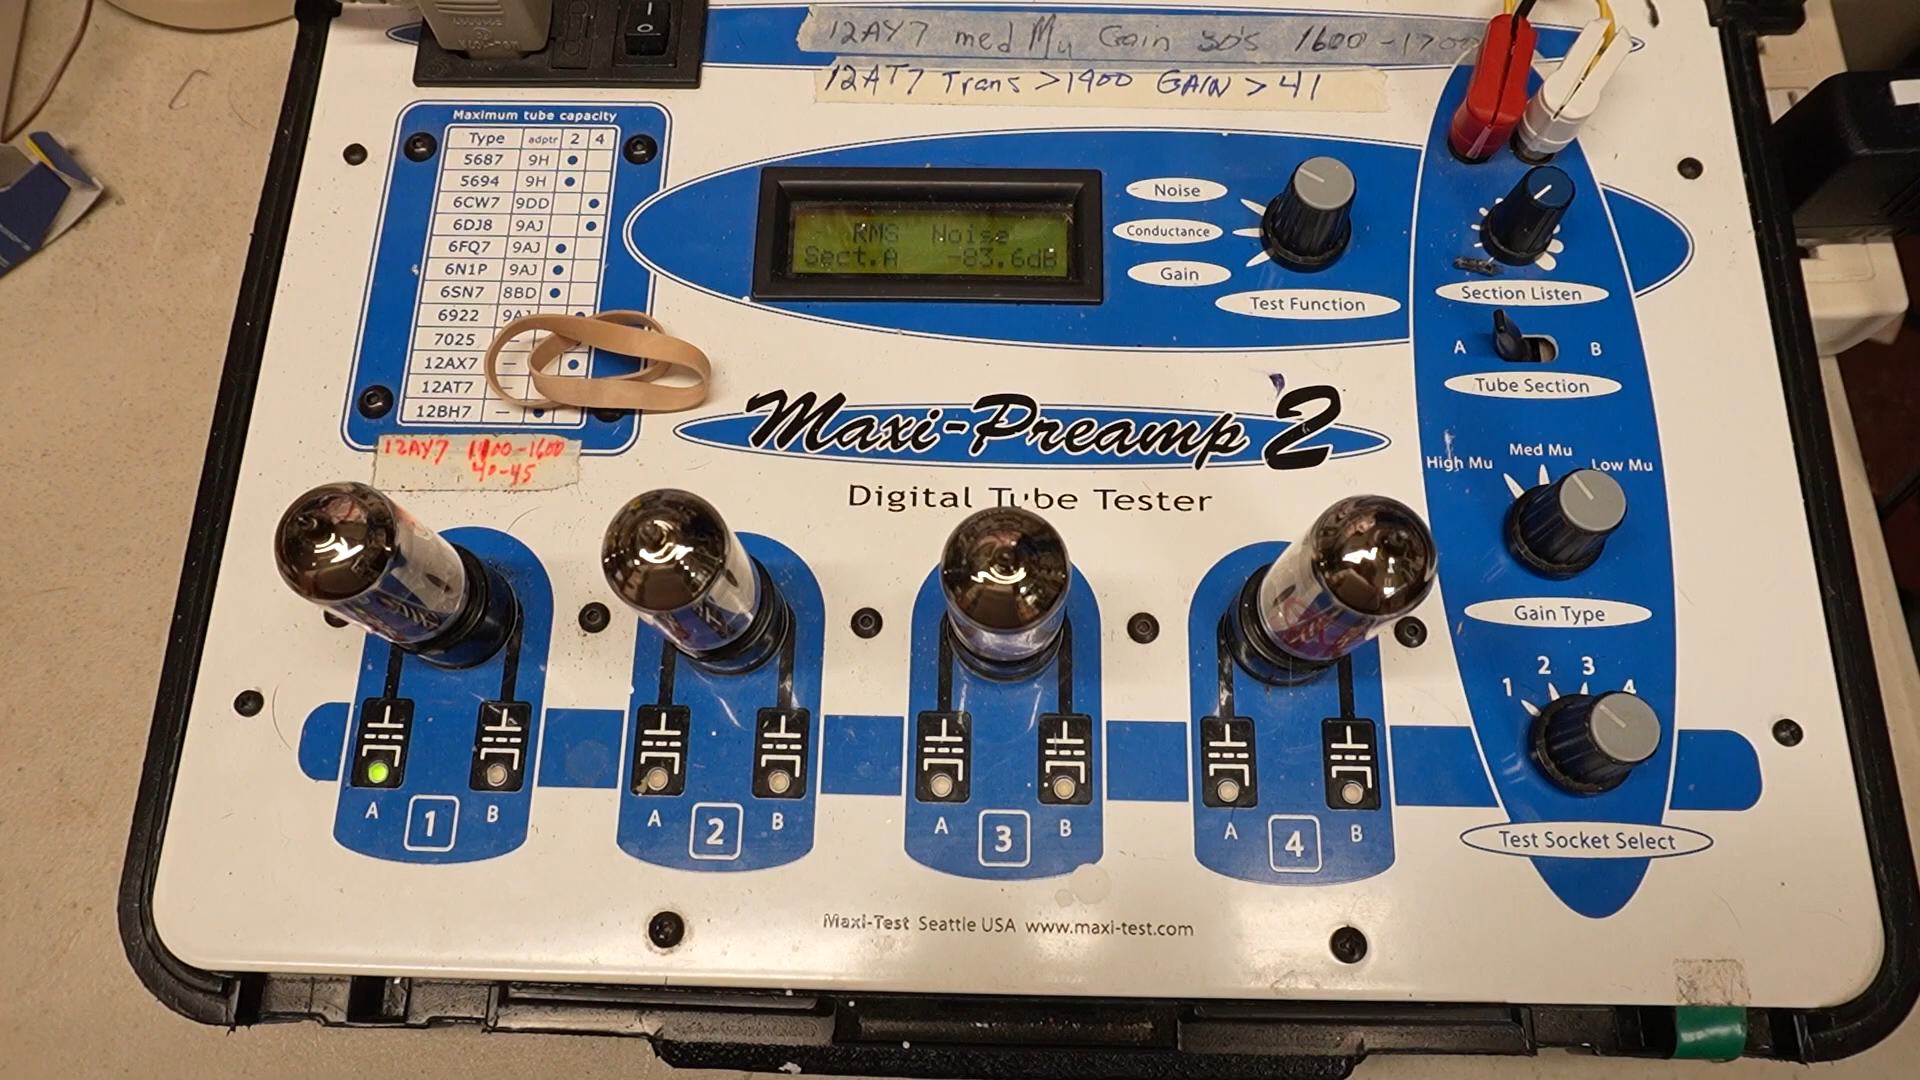 12AY7 med Mu Gain 30's 1600-1700
12AT7 Trans >1400 GAIN >41
Maximum tube capacity
Type adptr 2 4
5687 9H
5694 9H
6CW7 9DD
6DJ8 9AJ
6FQ7 9AJ
6N1P 9AJ
6SN7 8BD
6922 9AJ
7025
12AX7 —
12AT7 —
12BH7 —
12AY7 1400-1600
40-45
RMS Noise
Sect.A -83.6dB
Noise
Conductance
Gain
Test Function
Section Listen
A B
Tube Section
Maxi-Preamp 2
Digital Tube Tester
High Mu Med Mu Low Mu
Gain Type
1 2 3 4
Test Socket Select
A 1 B
A 2 B
A 3 B
A 4 B
Maxi-Test Seattle USA www.maxi-test.com